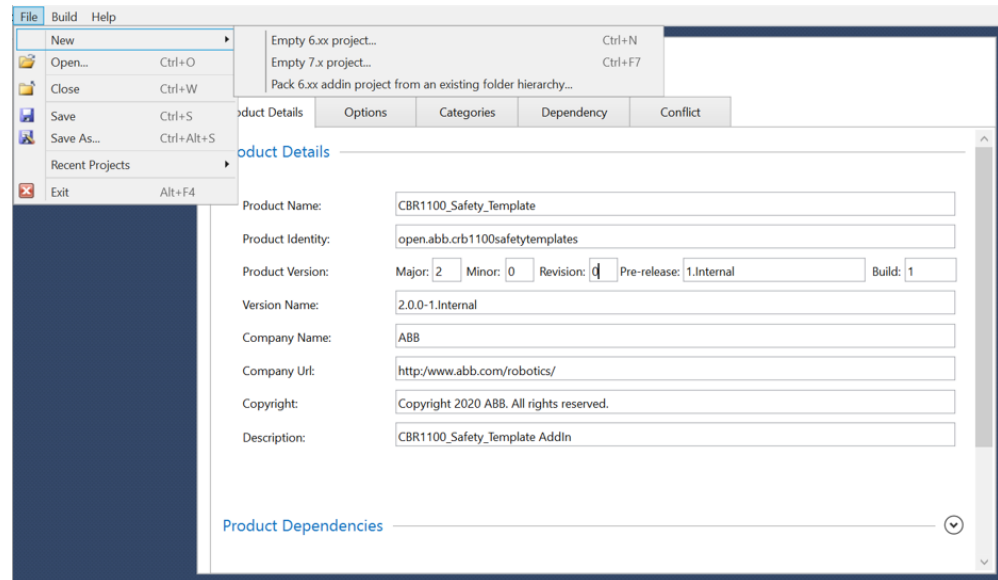 File Build Help
New
Empty 6.xx project... Ctrl+N
Open... Ctrl+O
Empty 7.x project... Ctrl+F7
Close Ctrl+W
Pack 6.xx addin project from an existing folder hierarchy...
Save Ctrl+S
oduct Details Options Categories Dependency Conflict
Save As... Ctrl+Alt+S
oduct Details
Recent Projects
Exit Alt+F4
Product Name: CBR1100_Safety_Template
Product Identity: open.abb.crb1100safetytemplates
Product Version: Major: 2 Minor: 0 Revision: 0 Pre-release: 1.Internal Build: 1
Version Name: 2.0.0-1.Internal
Company Name: ABB
Company Url: http:/www.abb.com/robotics/
Copyright: Copyright 2020 ABB. All rights reserved.
Description: CBR1100_Safety_Template AddIn
Product Dependencies